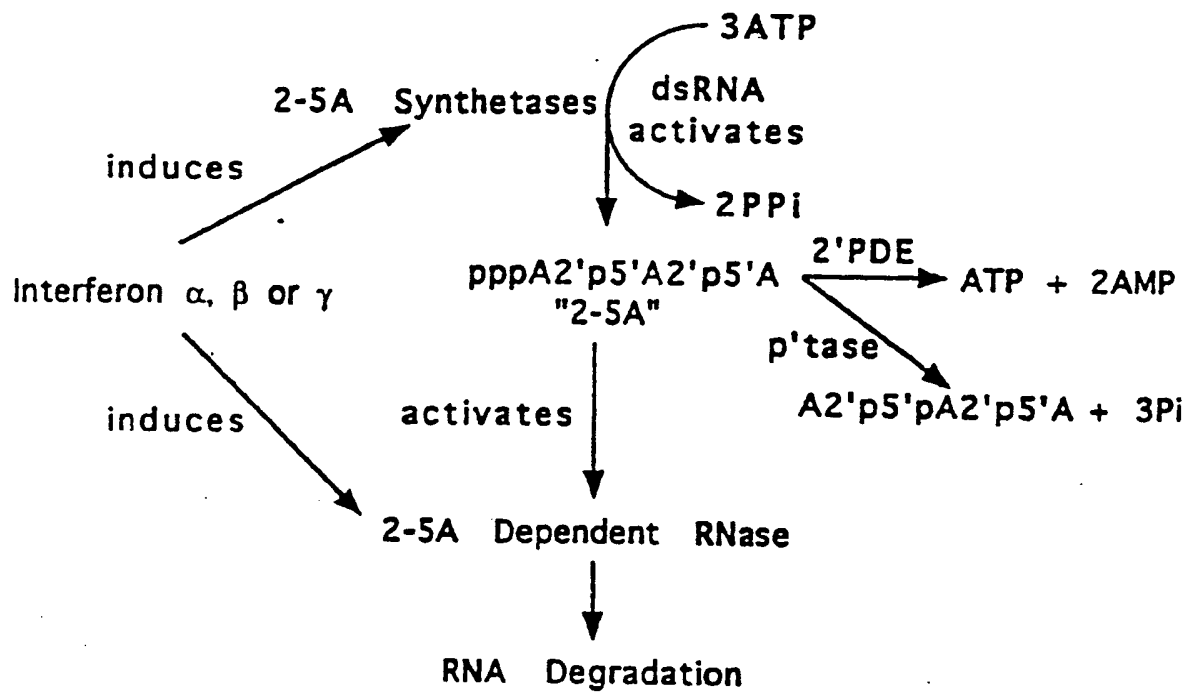 3ATP
2-5A Synthetases
dsRNA
activates
induces
2PPi
2'PDE
pppA2'p5'A2'p5'A
ATP + 2AMP
Interferon α, β or γ
"2-5A"
p'tase
A2'p5'pA2'p5'A + 3Pi
induces
activates
2-5A Dependent RNase
RNA Degradation